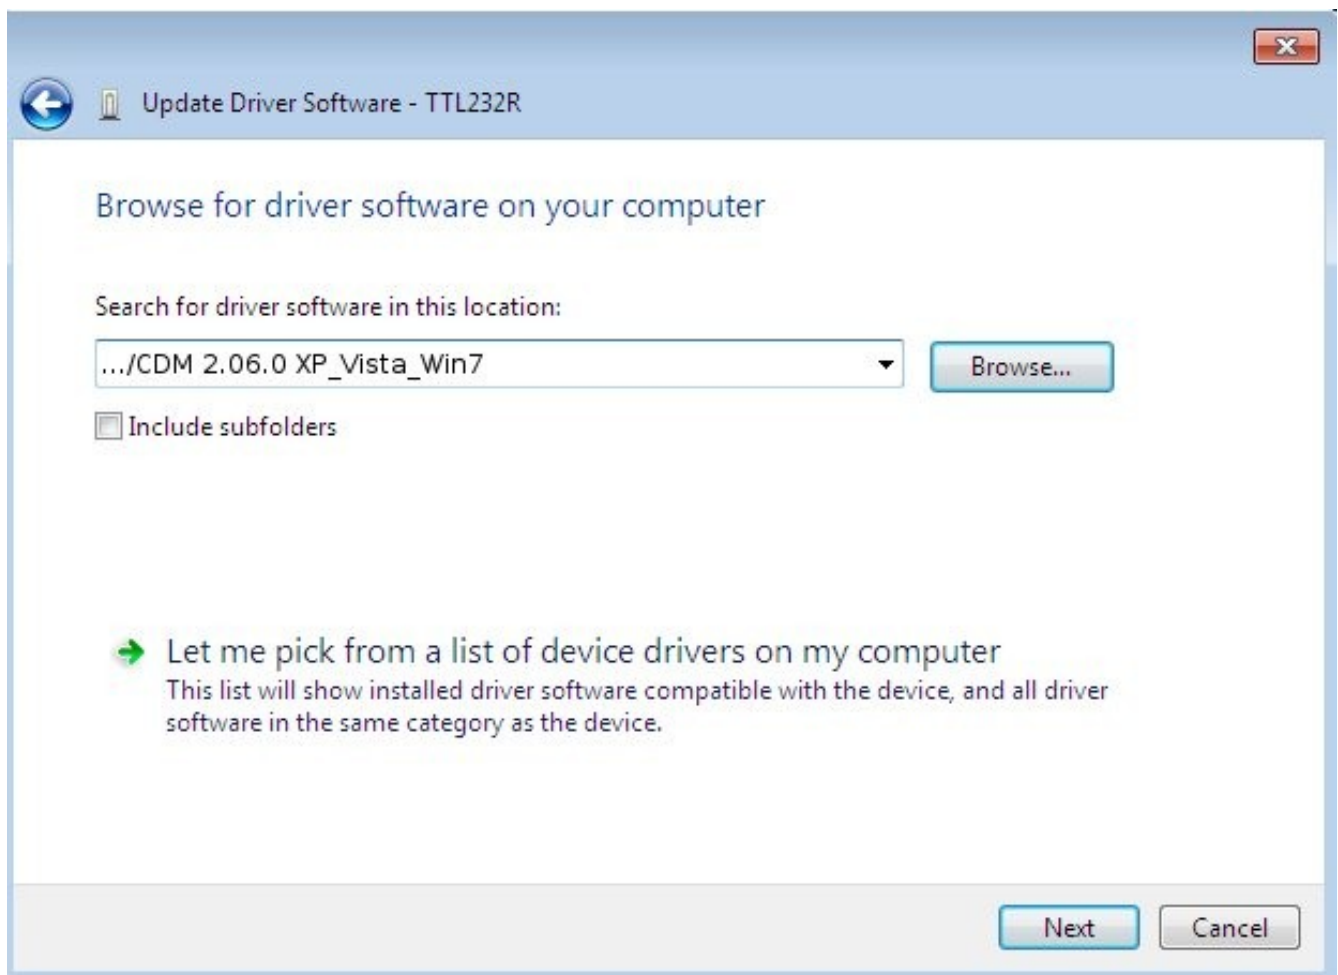 Update Driver Software - TTL232R
Browse for driver software on your computer
Search for driver software in this location:
.../CDM 2.06.0 XP_Vista_Win7
Browse...
Include subfolders
Let me pick from a list of device drivers on my computer
This list will show installed driver software compatible with the device, and all driver
software in the same category as the device.
Next
Cancel